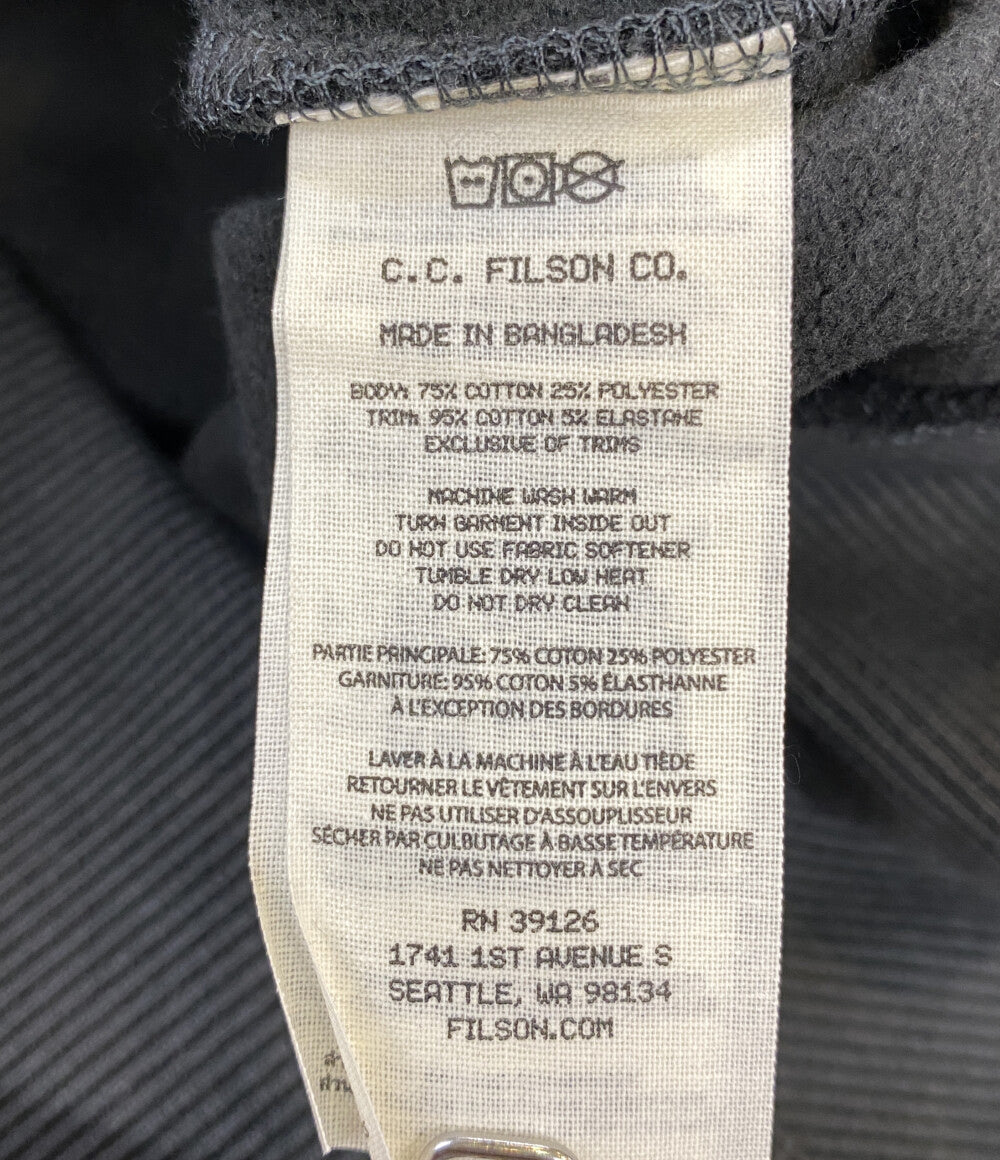 C.C. FILSON CO.
MADE IN BANGLADESH
BODY: 75% COTTON 25% POLYESTER
TRIM: 95% COTTON 5% ELASTANE
EXCLUSIVE OF TRIMS
MACHINE WASH WARM
TURN GARMENT INSIDE OUT
DO NOT USE FABRIC SOFTENER
TUMBLE DRY LOW HEAT
DO NOT DRY CLEAN
PARTIE PRINCIPALE: 75% COTON 25% POLYESTER
GARNITURE: 95% COTON 5% ÉLASTHANNE
À L'EXCEPTION DES BORDURES
LAVER À LA MACHINE À L'EAU TIÈDE
RETOURNER LE VÊTEMENT SUR L'ENVERS
NE PAS UTILISER D'ASSOUPLISSEUR
SÉCHER PAR CULBUTAGE À BASSE TEMPÉRATURE
NE PAS NETTOYER À SEC
RN 39126
1741 1ST AVENUE S
SEATTLE, WA 98134
FILSON.COM